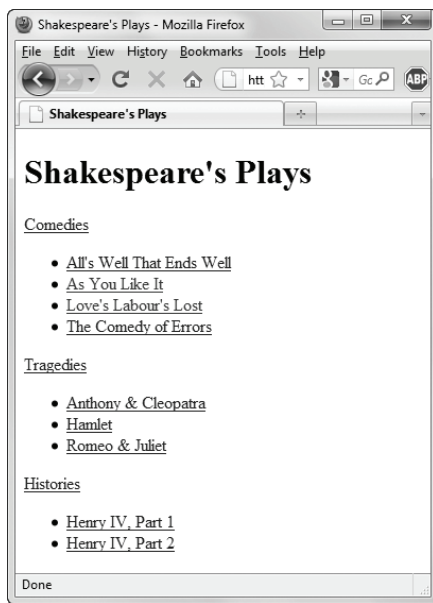 Shakespeare's Plays - Mozilla Firefox
File Edit View History Bookmarks Tools Help
htt Gc ABP
Shakespeare's Plays
Shakespeare's Plays
Comedies
All's Well That Ends Well
As You Like It
Love's Labour's Lost
The Comedy of Errors
Tragedies
Anthony & Cleopatra
Hamlet
Romeo & Juliet
Histories
Henry IV, Part 1
Henry IV, Part 2
Done